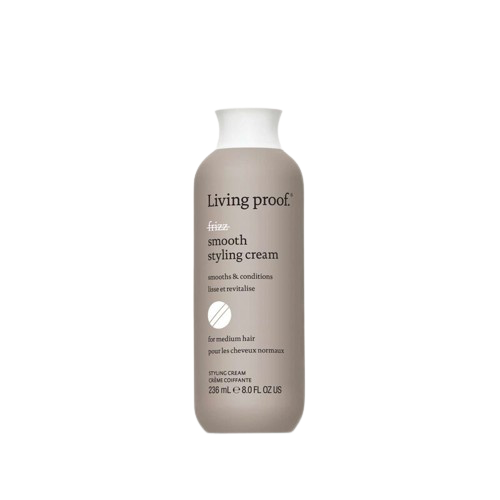 Living proof.®
frizz
smooth
styling cream
smooths & conditions
lisse et revitalise
for medium hair
pour les cheveux normaux
STYLING CREAM
CRÈME COIFFANTE
236 mL ℮ 8.0 FL OZ US